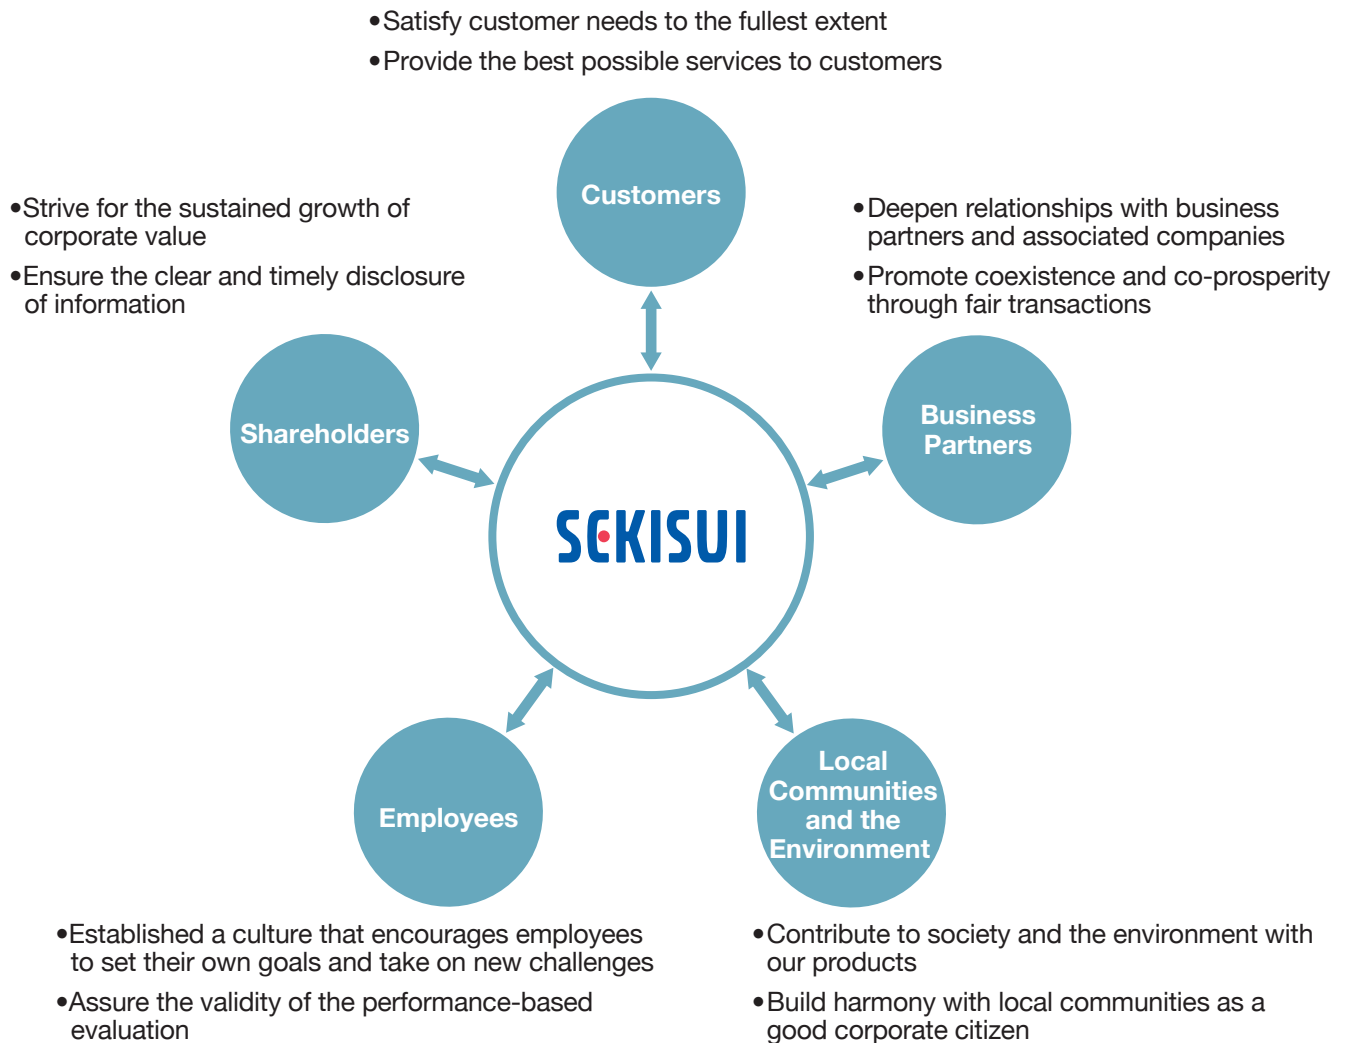 •Satisfy customer needs to the fullest extent
•Provide the best possible services to customers
Customers
•Strive for the sustained growth of
corporate value
•Ensure the clear and timely disclosure
of information
Shareholders
•Deepen relationships with business
partners and associated companies
•Promote coexistence and co-prosperity
through fair transactions
Business
Partners
SEKISUI
Employees
•Established a culture that encourages employees
to set their own goals and take on new challenges
•Assure the validity of the performance-based
evaluation
Local
Communities
and the
Environment
•Contribute to society and the environment with
our products
•Build harmony with local communities as a
good corporate citizen